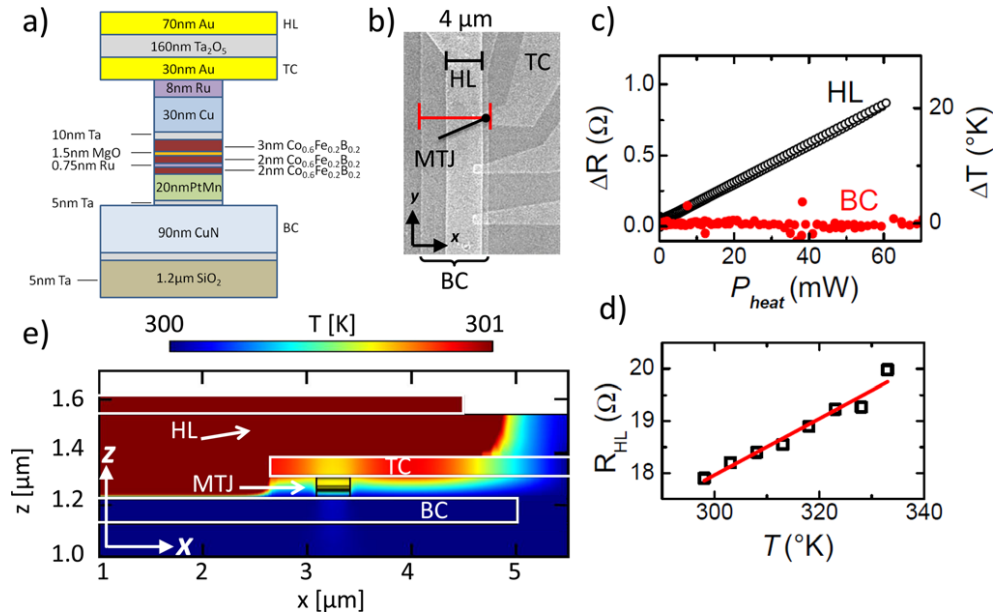 a)
70nm Au
HL
160nm Ta₂O₅
30nm Au
TC
8nm Ru
30nm Cu
10nm Ta
1.5nm MgO
0.75nm Ru
3nm Co₀.₆Fe₀.₂B₀.₂
2nm Co₀.₆Fe₀.₂B₀.₂
2nm Co₀.₆Fe₀.₂B₀.₂
20nmPtMn
5nm Ta
90nm CuN
BC
5nm Ta
1.2µm SiO₂
b)
4 µm
HL
TC
MTJ
y
x
BC
c)
1.0
0.5
0.0
ΔR (Ω)
HL
BC
20
0
ΔT (°K)
0
20
40
60
P_heat (mW)
d)
20
19
18
R_HL (Ω)
300
320
340
T (°K)
e)
300
T [K]
301
1.6
1.4
1.2
1.0
z [µm]
HL
z
TC
MTJ
BC
x
1
2
3
4
5
x [µm]